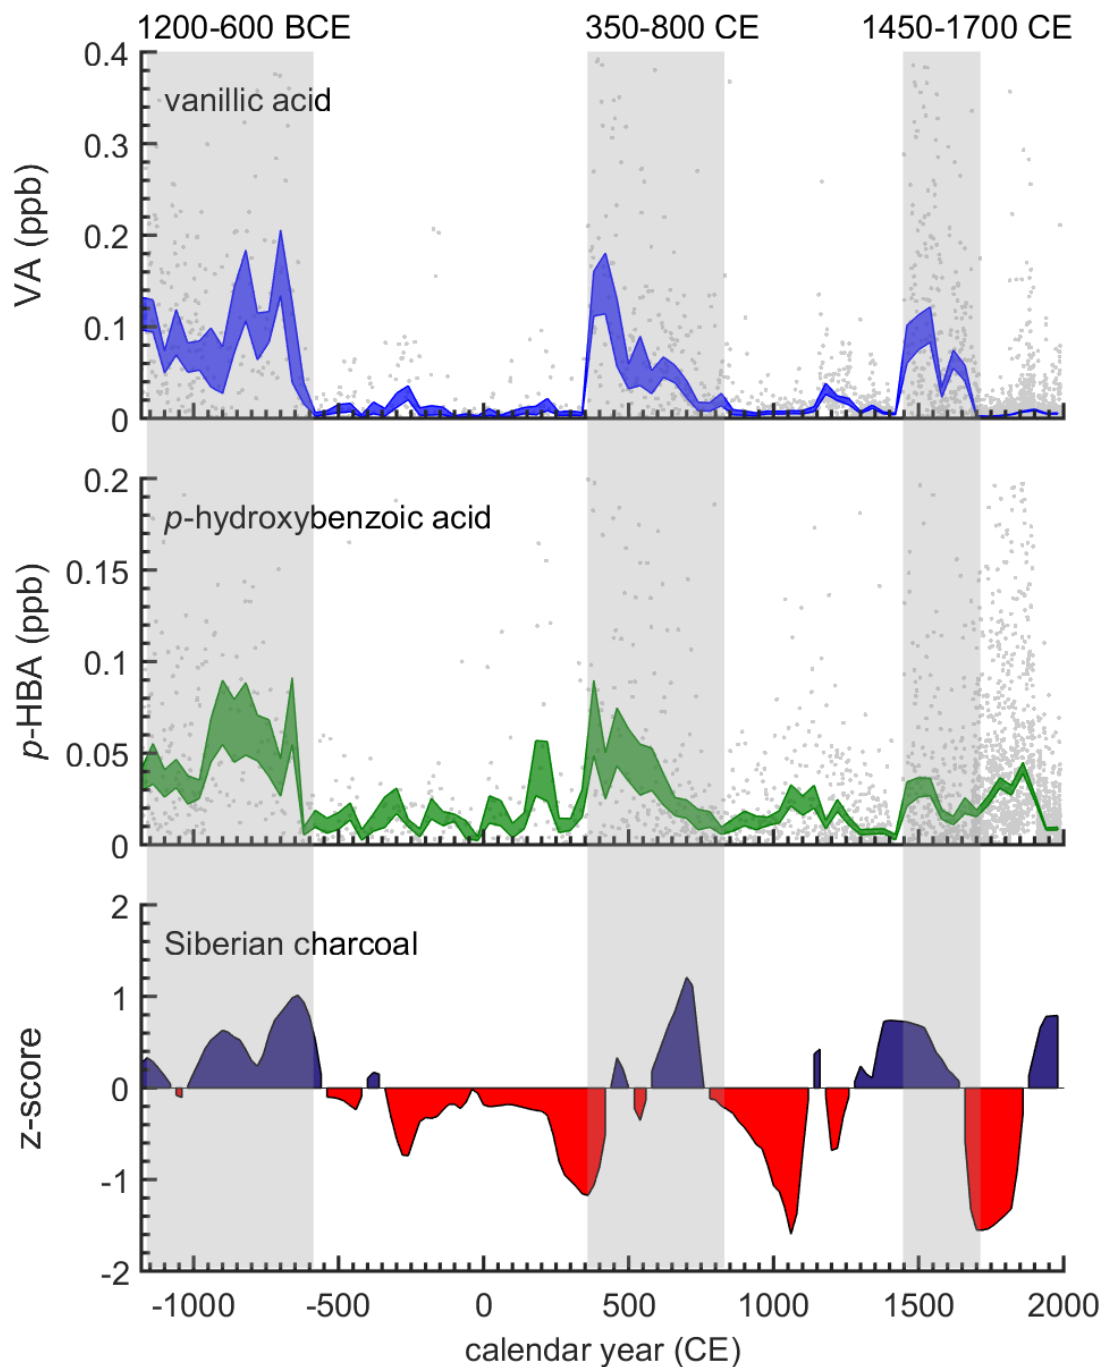 1200-600 BCE 350-800 CE 1450-1700 CE
0.4
vanillic acid
0.3
VA (ppb)
0.2
0.1
0
0.2
p-hydroxybenzoic acid
0.15
p-HBA (ppb)
0.1
0.05
0
2
Siberian charcoal
1
z-score
0
-1
-2
-1000 -500 0 500 1000 1500 2000
calendar year (CE)